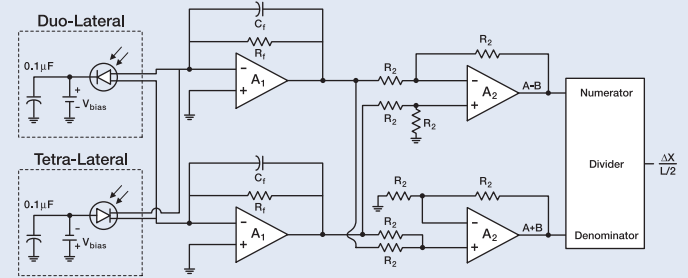 Duo-Lateral
0.1µF
+
-
Vbias
Cf
Rf
-
+
A1
R2
R2
R2
R2
-
+
A2
A-B
Numerator
Divider
Denominator
ΔX
L/2
Tetra-Lateral
0.1µF
-
+
Vbias
Cf
Rf
-
+
A1
R2
R2
R2
R2
-
+
A2
A+B